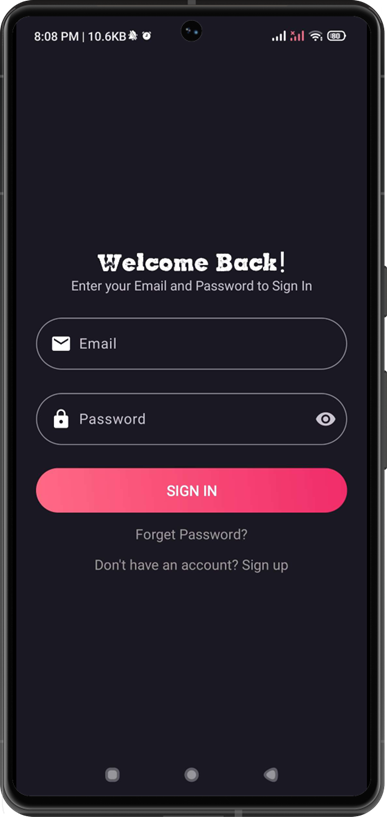 8:08 PM | 10.6KB
80
Welcome Back!
Enter your Email and Password to Sign In
Email
Password
SIGN IN
Forget Password?
Don't have an account? Sign up